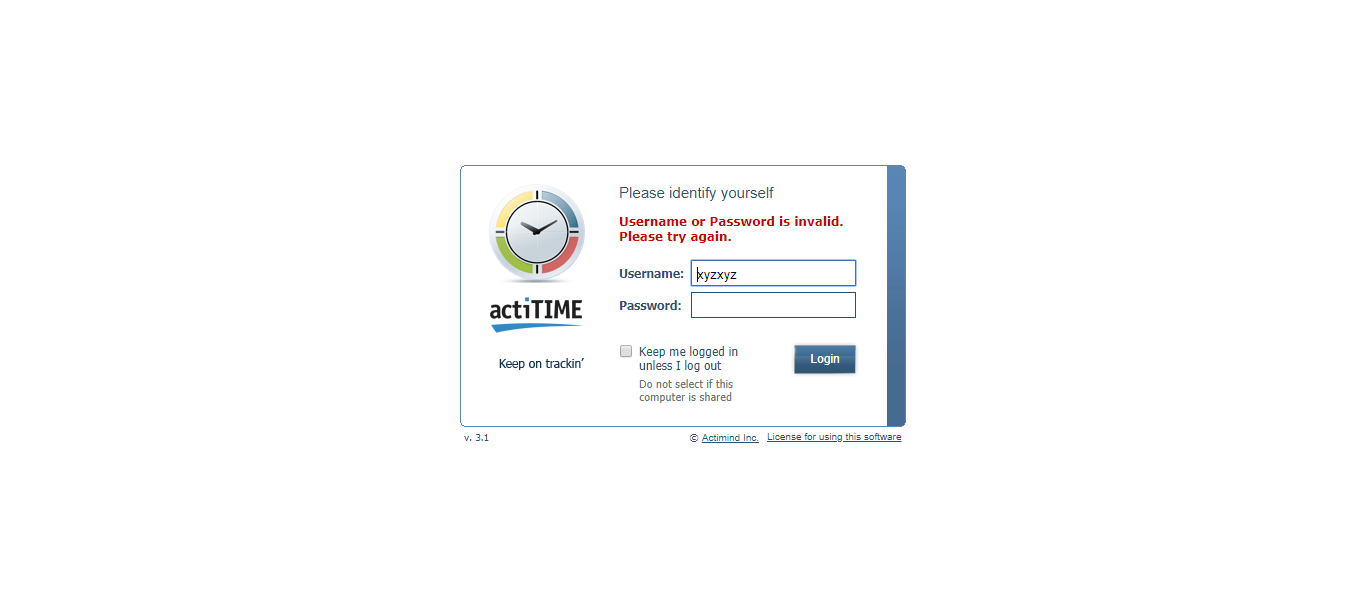 Please identify yourself
Username or Password is invalid.
Please try again.
Username: xyzxyz
Password:
actiTIME
Keep on trackin’
Keep me logged in
unless I log out
Login
Do not select if this
computer is shared
v. 3.1
© Actimind Inc. License for using this software